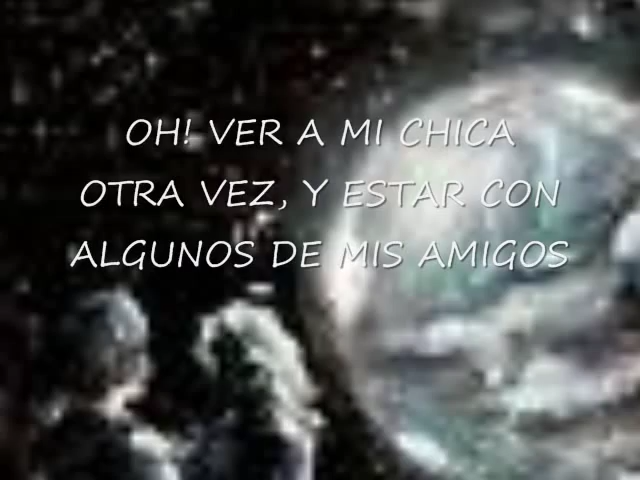 OH! VER A MI CHICA
OTRA VEZ, Y ESTAR CON
ALGUNOS DE MIS AMIGOS